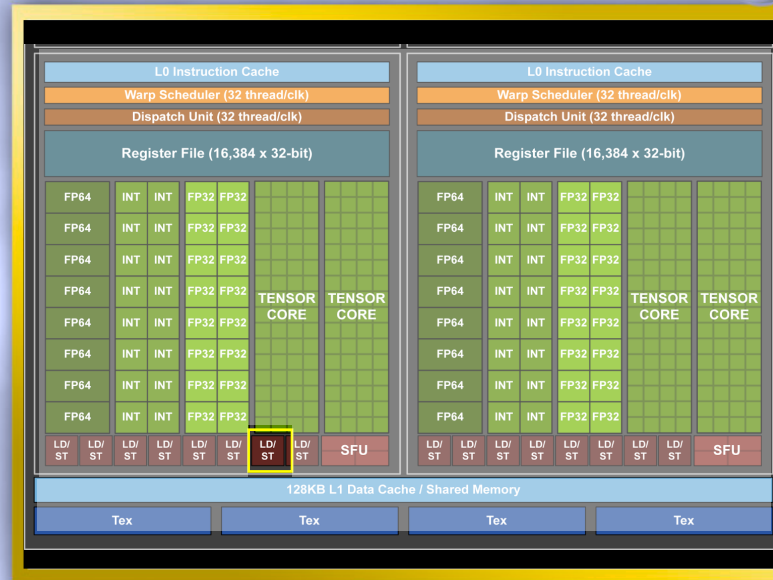 L0 Instruction Cache
Warp Scheduler (32 thread/clk)
Dispatch Unit (32 thread/clk)
Register File (16,384 x 32-bit)
FP64 INT INT FP32 FP32
FP64 INT INT FP32 FP32
FP64 INT INT FP32 FP32
FP64 INT INT FP32 FP32
FP64 INT INT FP32 FP32
FP64 INT INT FP32 FP32
FP64 INT INT FP32 FP32
FP64 INT INT FP32 FP32
TENSOR CORE
TENSOR CORE
LD/ LD/ LD/ LD/ LD/ LD/ LD/ LD/
ST ST ST ST ST ST ST ST
SFU
L0 Instruction Cache
Warp Scheduler (32 thread/clk)
Dispatch Unit (32 thread/clk)
Register File (16,384 x 32-bit)
FP64 INT INT FP32 FP32
FP64 INT INT FP32 FP32
FP64 INT INT FP32 FP32
FP64 INT INT FP32 FP32
FP64 INT INT FP32 FP32
FP64 INT INT FP32 FP32
FP64 INT INT FP32 FP32
FP64 INT INT FP32 FP32
TENSOR CORE
TENSOR CORE
LD/ LD/ LD/ LD/ LD/ LD/ LD/ LD/
ST ST ST ST ST ST ST ST
SFU
128KB L1 Data Cache / Shared Memory
Tex Tex Tex Tex